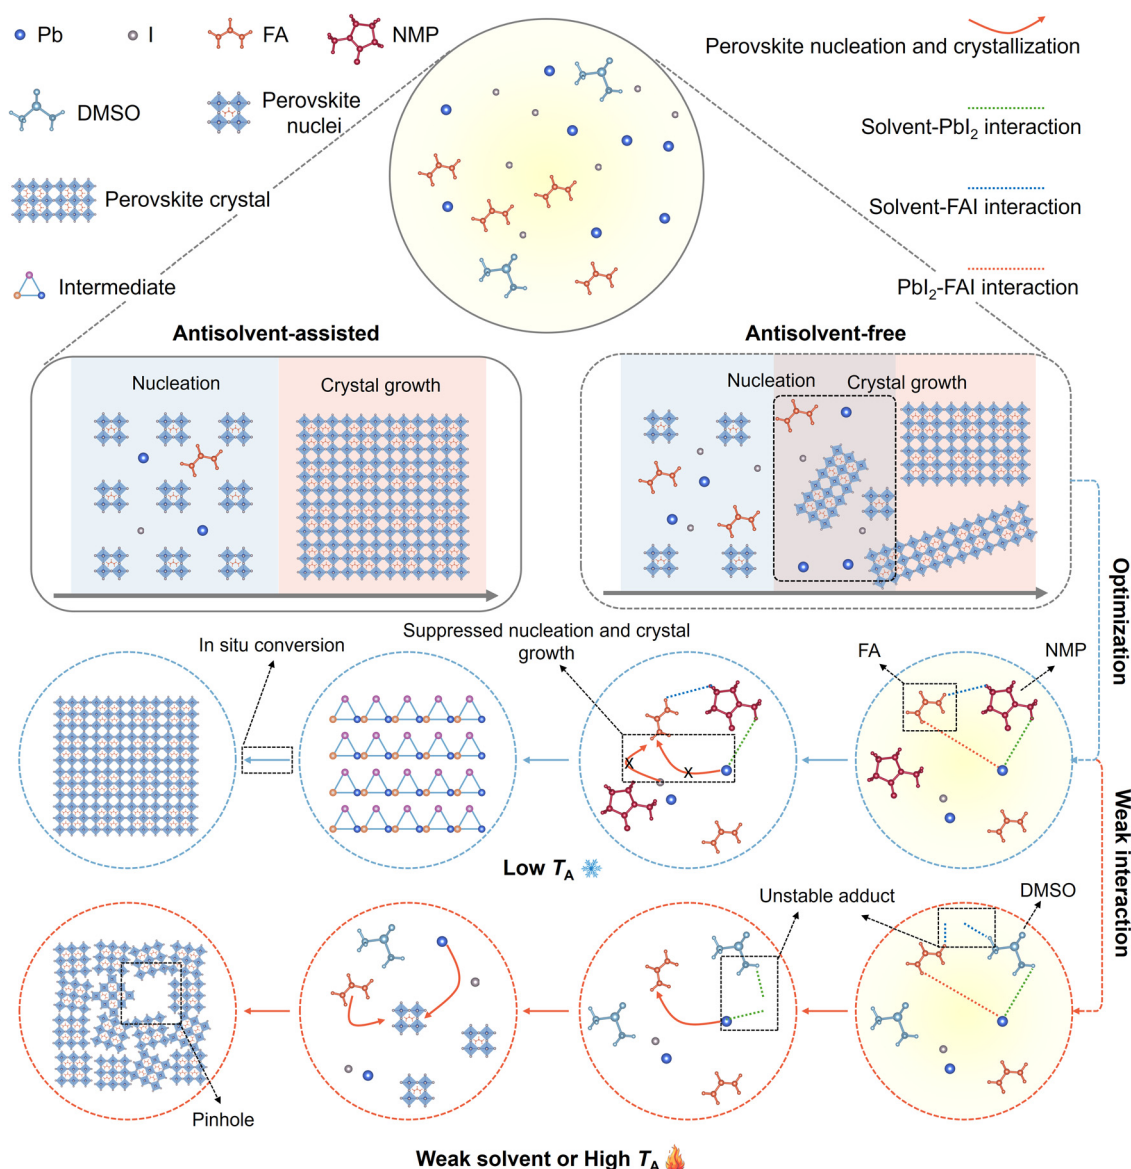 Pb
I
FA
NMP
DMSO
Perovskite
nuclei
Perovskite crystal
Intermediate
Perovskite nucleation and crystallization
Solvent-PbI₂ interaction
Solvent-FAI interaction
PbI₂-FAI interaction
Antisolvent-assisted
Antisolvent-free
Nucleation
Crystal growth
Nucleation
Crystal growth
Optimization
Weak interaction
In situ conversion
Suppressed nucleation and crystal
growth
FA
NMP
X
X
Low T_A
Unstable adduct
DMSO
Pinhole
Weak solvent or High T_A